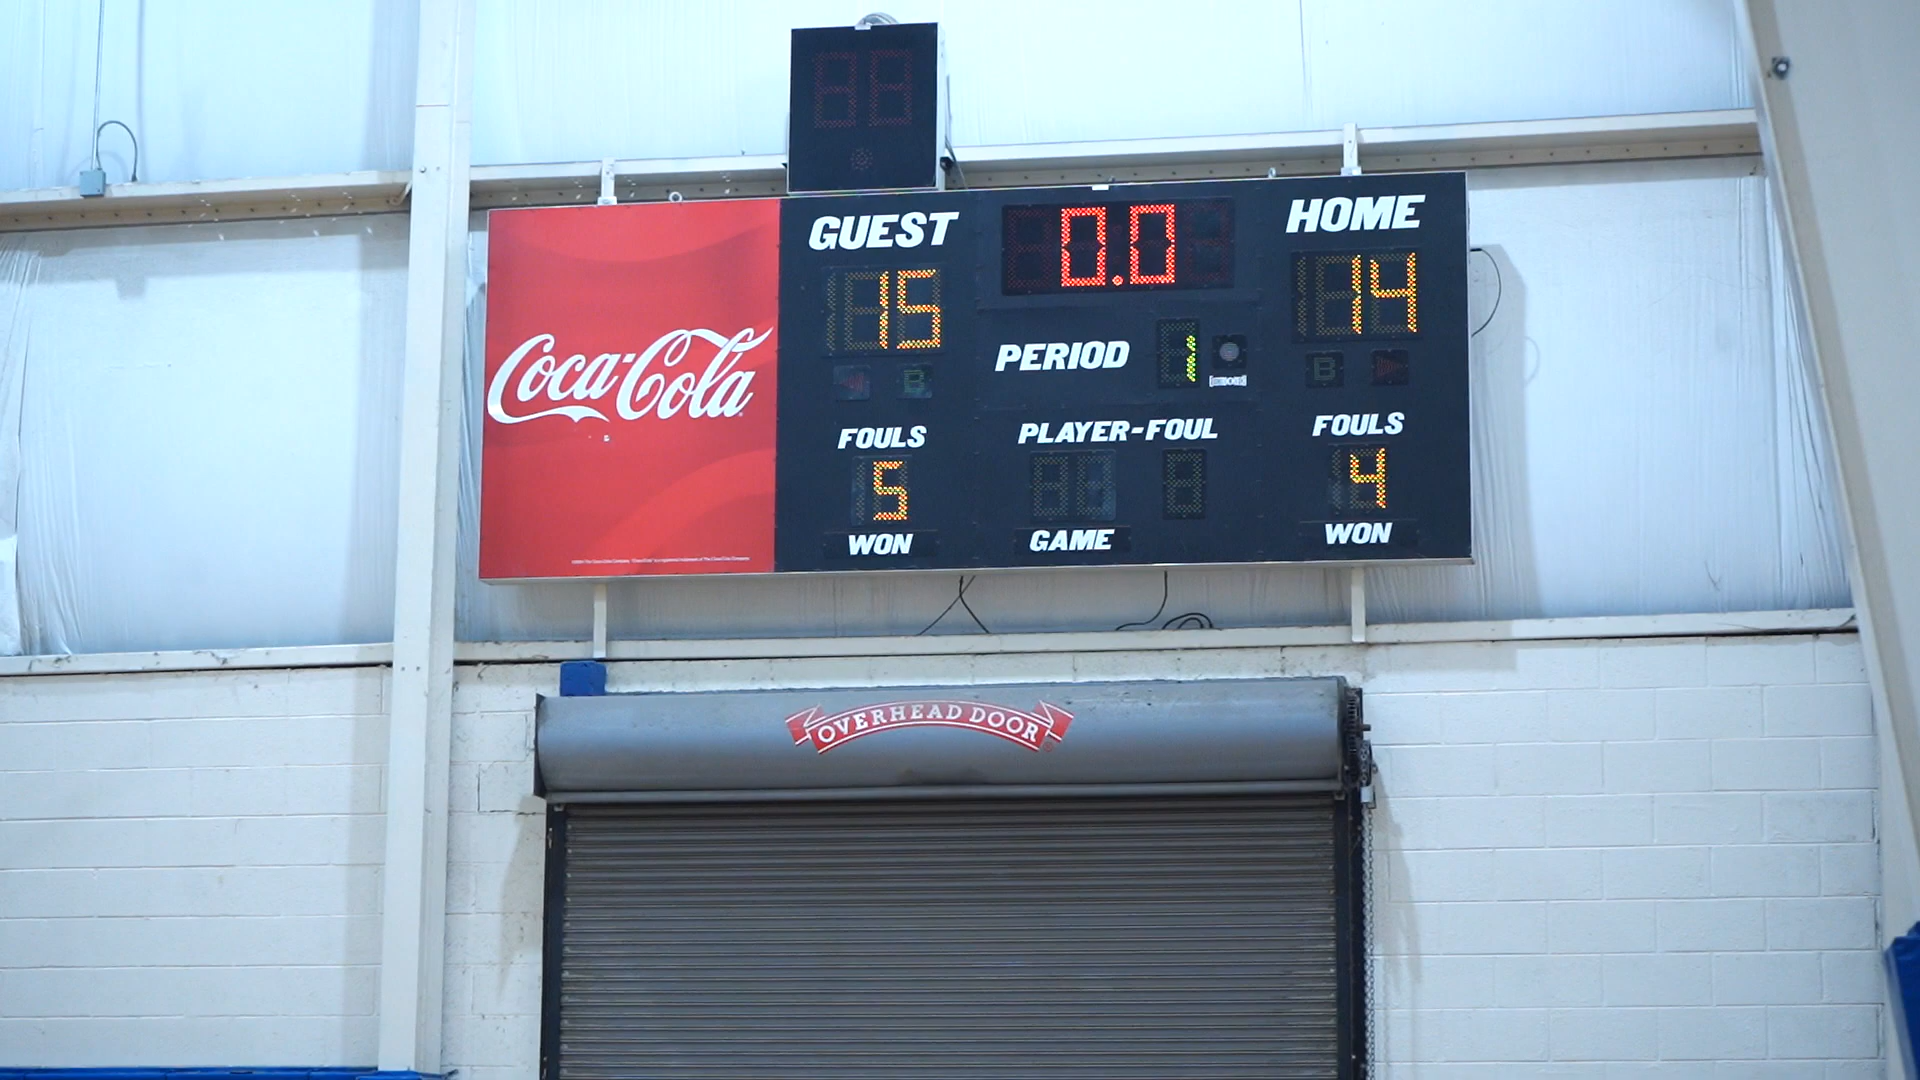 GUEST
0.0
HOME
15
14
PERIOD 1
B
B
Coca-Cola
FOULS
PLAYER-FOUL
FOULS
5
4
WON
GAME
WON
OVERHEAD DOOR